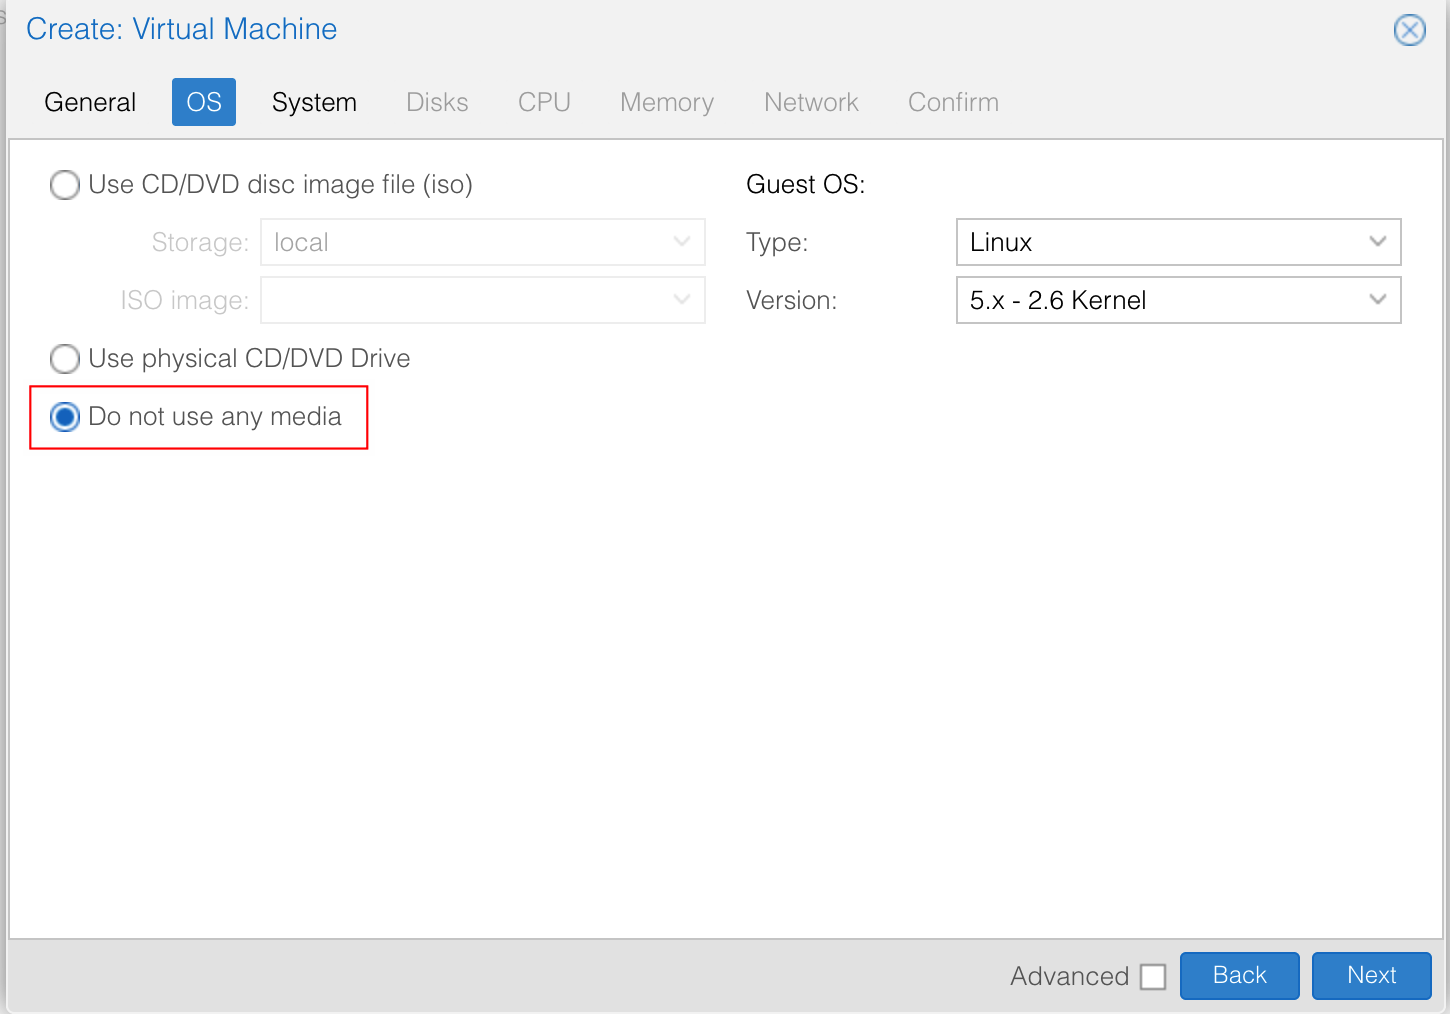 Create: Virtual Machine
General OS System Disks CPU Memory Network Confirm
Use CD/DVD disc image file (iso)
Storage: local
ISO image:
Use physical CD/DVD Drive
Do not use any media
Guest OS:
Type: Linux
Version: 5.x - 2.6 Kernel
Advanced Back Next